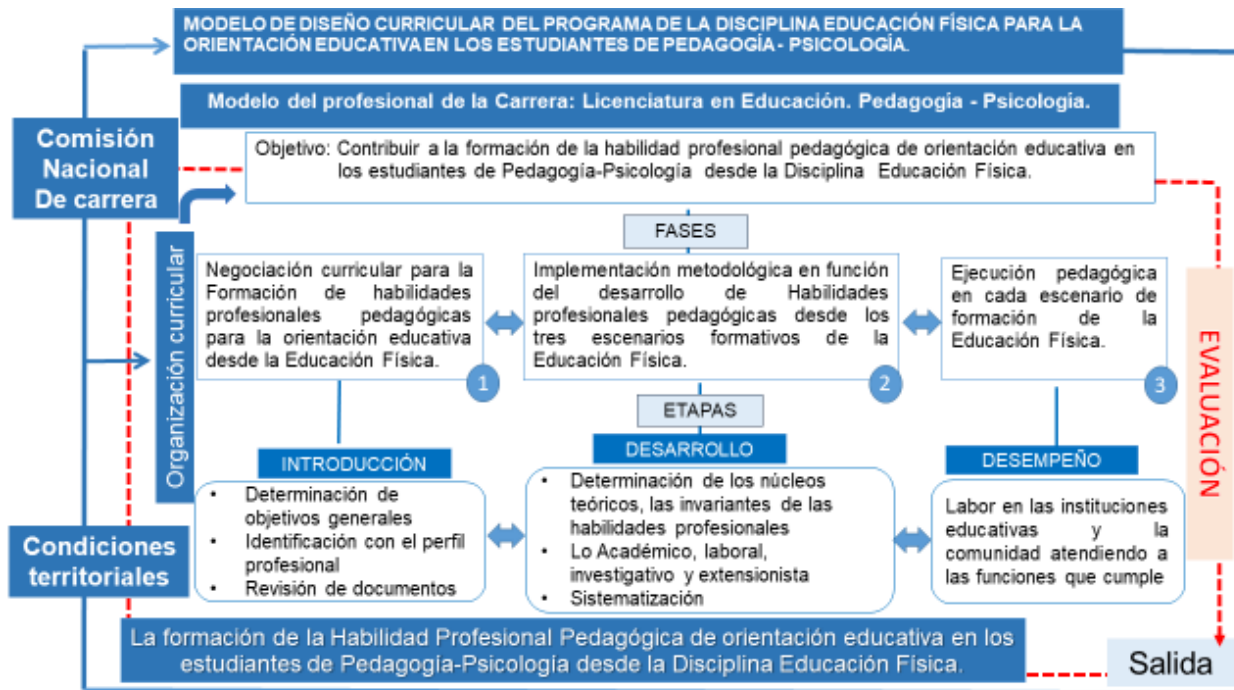 MODELO DE DISEÑO CURRICULAR DEL PROGRAMA DE LA DISCIPLINA EDUCACIÓN FÍSICA PARA LA
ORIENTACIÓN EDUCATIVA EN LOS ESTUDIANTES DE PEDAGOGÍA - PSICOLOGÍA.
Modelo del profesional de la Carrera: Licenciatura en Educación. Pedagogía - Psicología.
Comisión
Nacional
De carrera
Objetivo: Contribuir a la formación de la habilidad profesional pedagógica de orientación educativa en
los estudiantes de Pedagogía-Psicología desde la Disciplina Educación Física.
FASES
Organización curricular
Negociación curricular para la
Formación de habilidades
profesionales pedagógicas
para la orientación educativa
desde la Educación Física.
1
Implementación metodológica en función
del desarrollo de Habilidades
profesionales pedagógicas desde los
tres escenarios formativos de la
Educación Física.
2
Ejecución pedagógica
en cada escenario de
formación de la
Educación Física.
3
EVALUACIÓN
ETAPAS
INTRODUCCIÓN
• Determinación de
objetivos generales
• Identificación con el perfil
profesional
• Revisión de documentos
DESARROLLO
• Determinación de los núcleos
teóricos, las invariantes de las
habilidades profesionales
• Lo Académico, laboral,
investigativo y extensionista
• Sistematización
DESEMPEÑO
Labor en las instituciones
educativas y la
comunidad atendiendo a
las funciones que cumple
Condiciones
territoriales
La formación de la Habilidad Profesional Pedagógica de orientación educativa en los
estudiantes de Pedagogía-Psicología desde la Disciplina Educación Física.
Salida